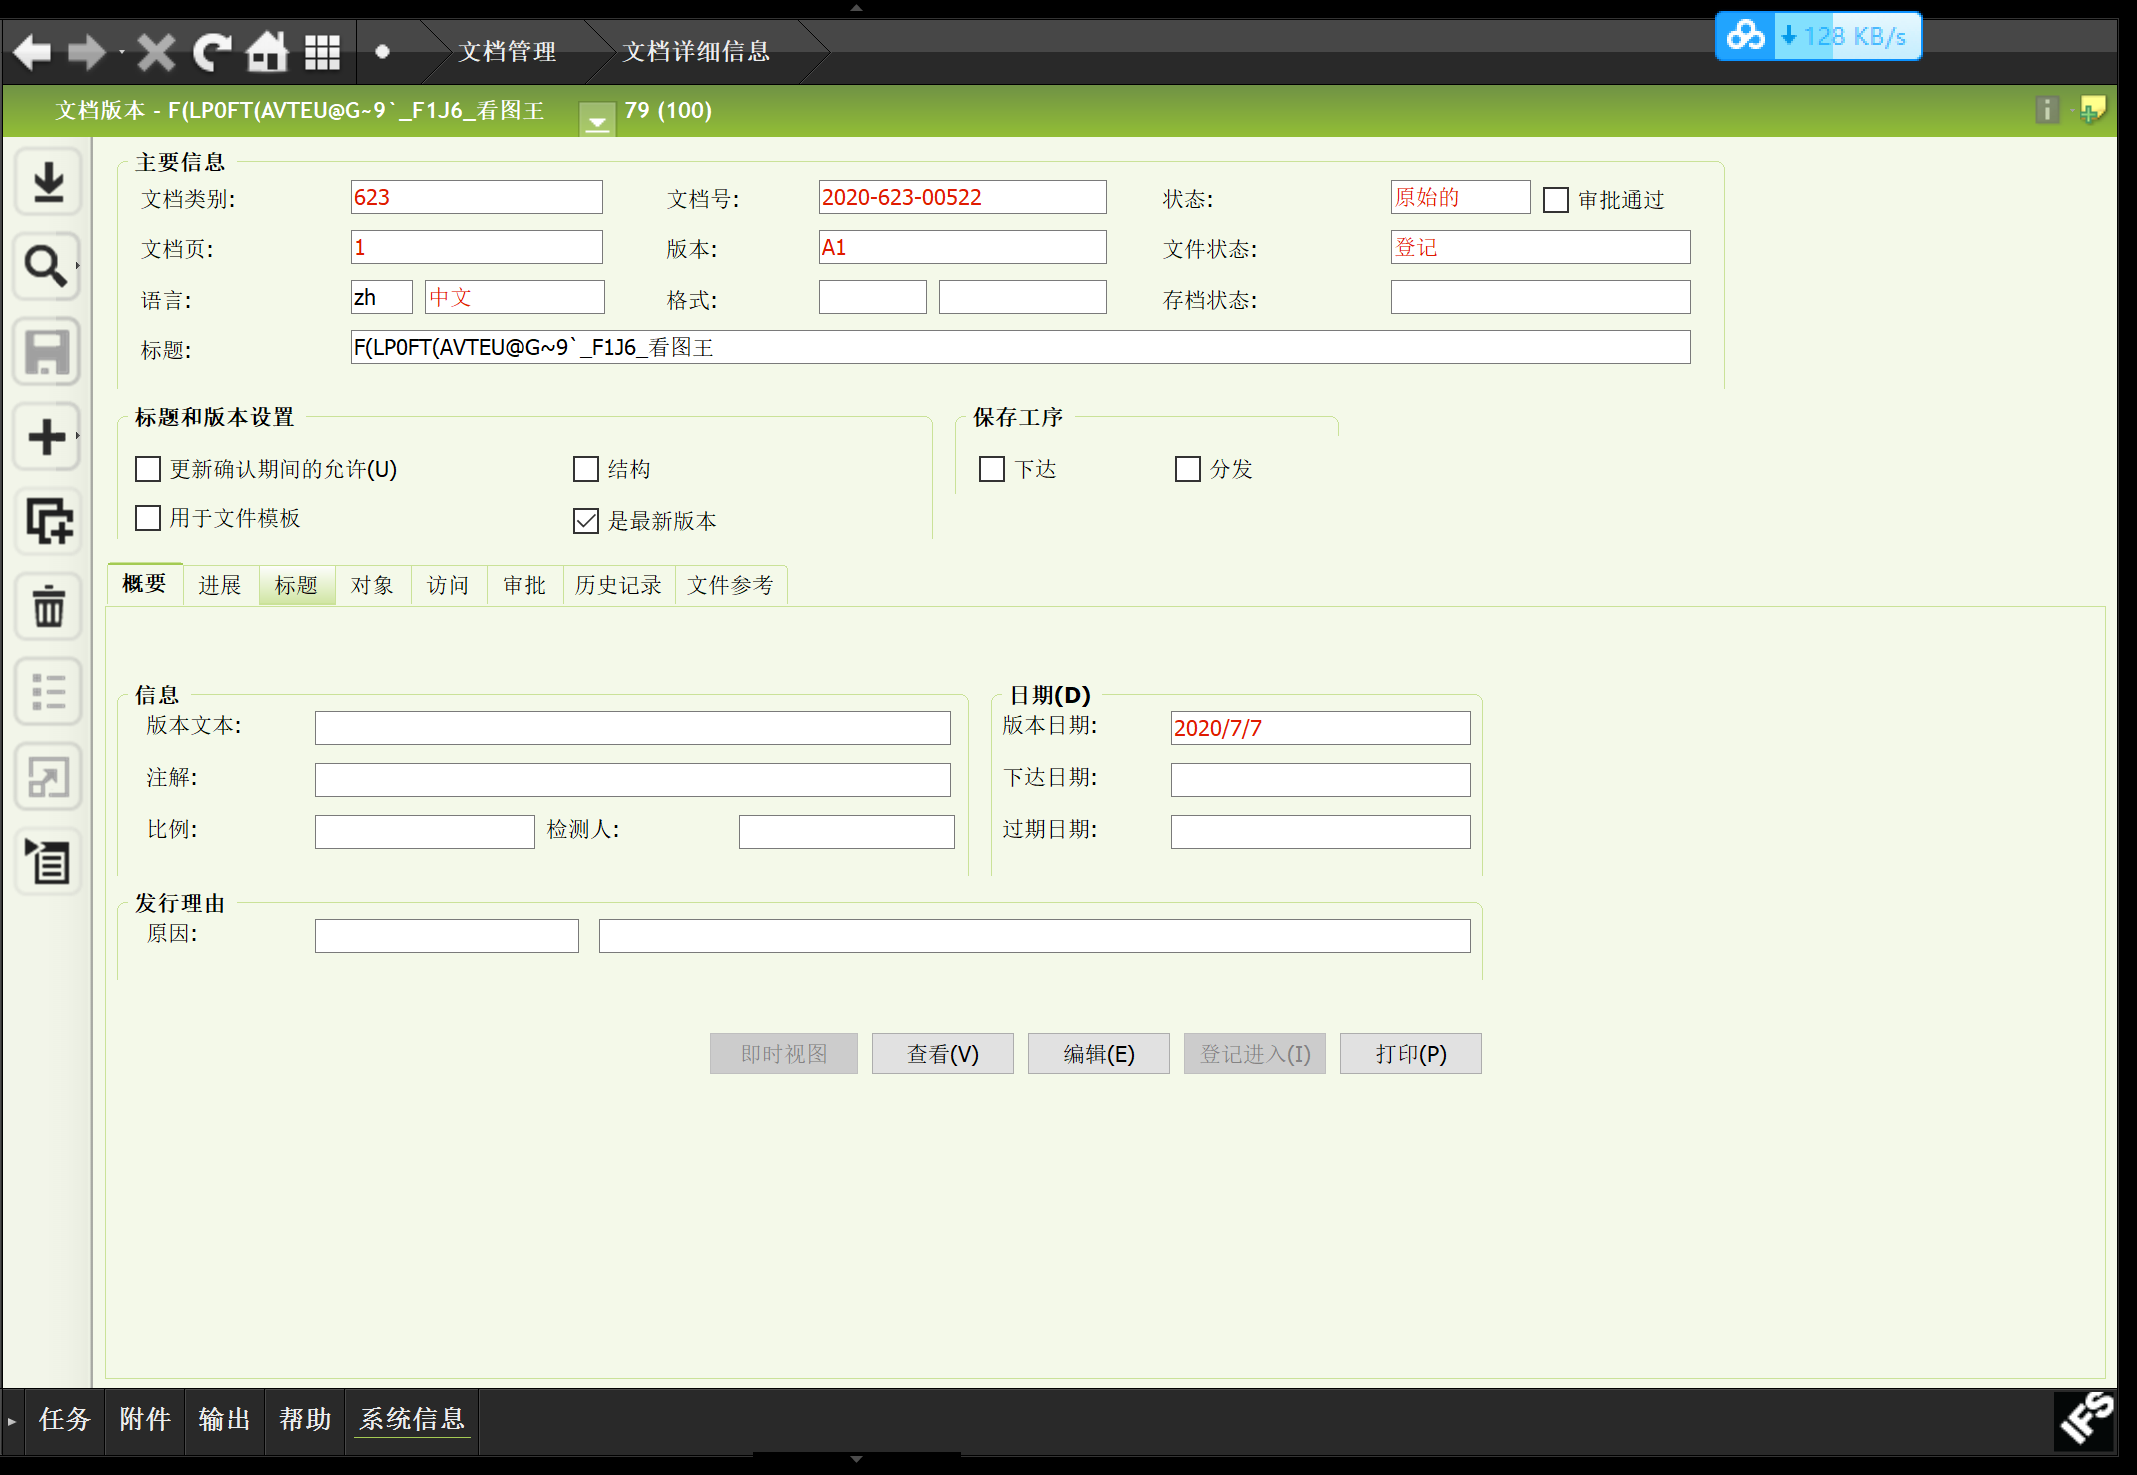 文档管理 文档详细信息 128 KB/s
文档版本 - F(LP0FT(AVTEU@G~9`_F1J6_看图王 79 (100)
主要信息
文档类别: 623 文档号: 2020-623-00522 状态: 原始的 审批通过
文档页: 1 版本: A1 文件状态: 登记
语言: zh 中文 格式: 存档状态:
标题: F(LP0FT(AVTEU@G~9`_F1J6_看图王
标题和版本设置 保存工序
更新确认期间的允许(U) 结构 下达 分发
用于文件模板 是最新版本
概要 进展 标题 对象 访问 审批 历史记录 文件参考
信息 日期(D)
版本文本: 版本日期: 2020/7/7
注解: 下达日期:
比例: 检测人: 过期日期:
发行理由
原因:
即时视图 查看(V) 编辑(E) 登记进入(I) 打印(P)
任务 附件 输出 帮助 系统信息 IFS